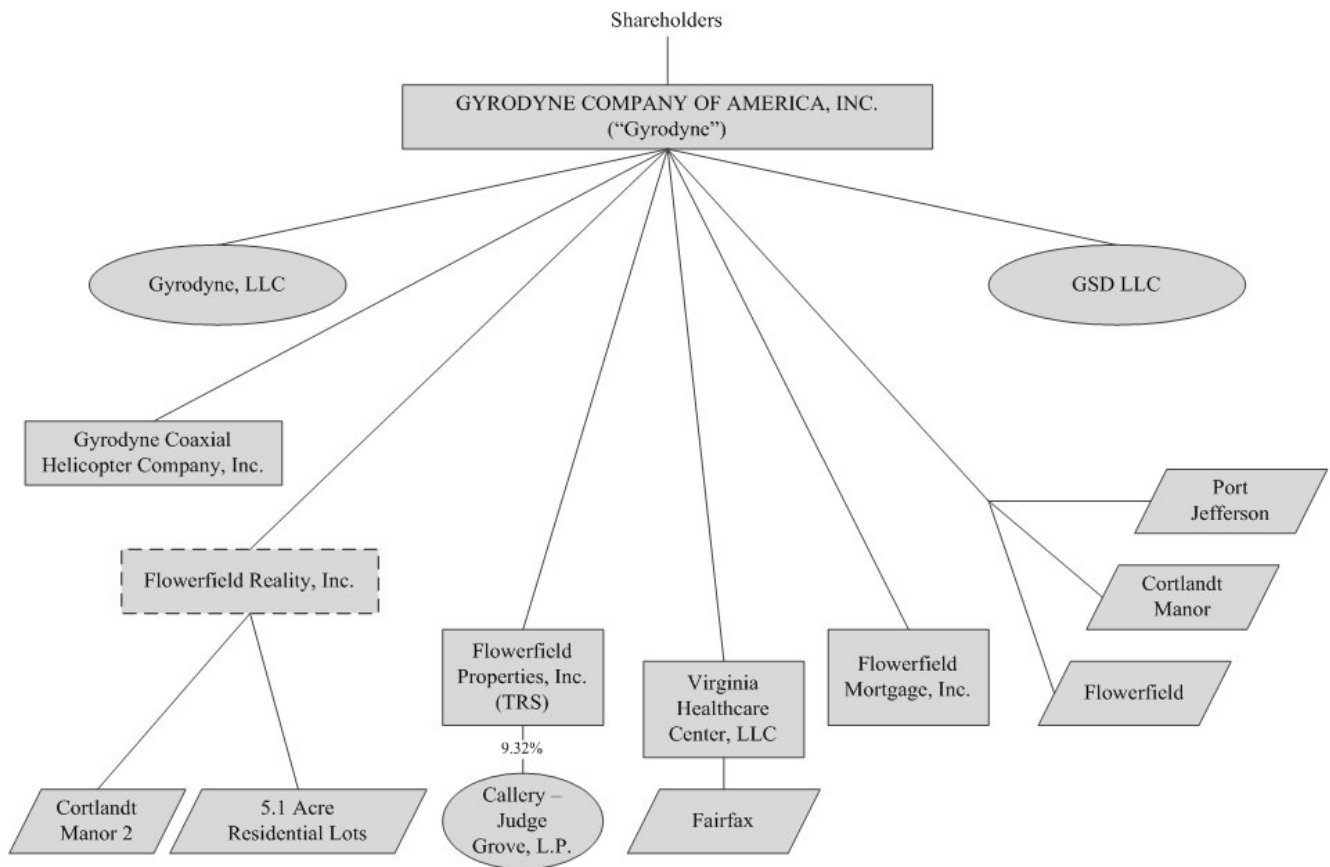 Shareholders
GYRODYNE COMPANY OF AMERICA, INC.
(“Gyrodyne”)
Gyrodyne, LLC
GSD LLC
Gyrodyne Coaxial
Helicopter Company, Inc.
Port
Jefferson
Flowerfield Reality, Inc.
Cortlandt
Manor
Flowerfield
Properties, Inc.
(TRS)
Virginia
Healthcare
Center, LLC
Flowerfield
Mortgage, Inc.
Flowerfield
9.32%
Cortlandt
Manor 2
5.1 Acre
Residential Lots
Callery –
Judge
Grove, L.P.
Fairfax